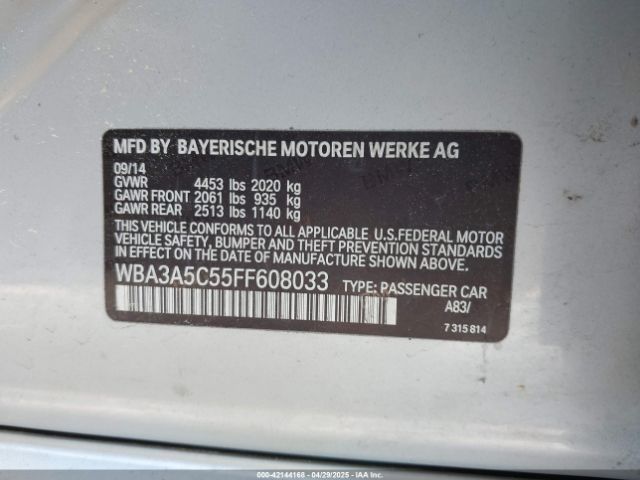 MFD BY BAYERISCHE MOTOREN WERKE AG
09/14
GVWR 4453 lbs 2020 kg
GAWR FRONT 2061 lbs 935 kg
GAWR REAR 2513 lbs 1140 kg
THIS VEHICLE CONFORMS TO ALL APPLICABLE U.S.FEDERAL MOTOR
VEHICLE SAFETY, BUMPER AND THEFT PREVENTION STANDARDS
IN EFFECT ON THE DATE OF MANUFACTURE SHOWN ABOVE.
WBA3A5C55FF608033 TYPE: PASSENGER CAR
A83/
7 315 814
000-42144168 - 04/29/2025 - IAA Inc.